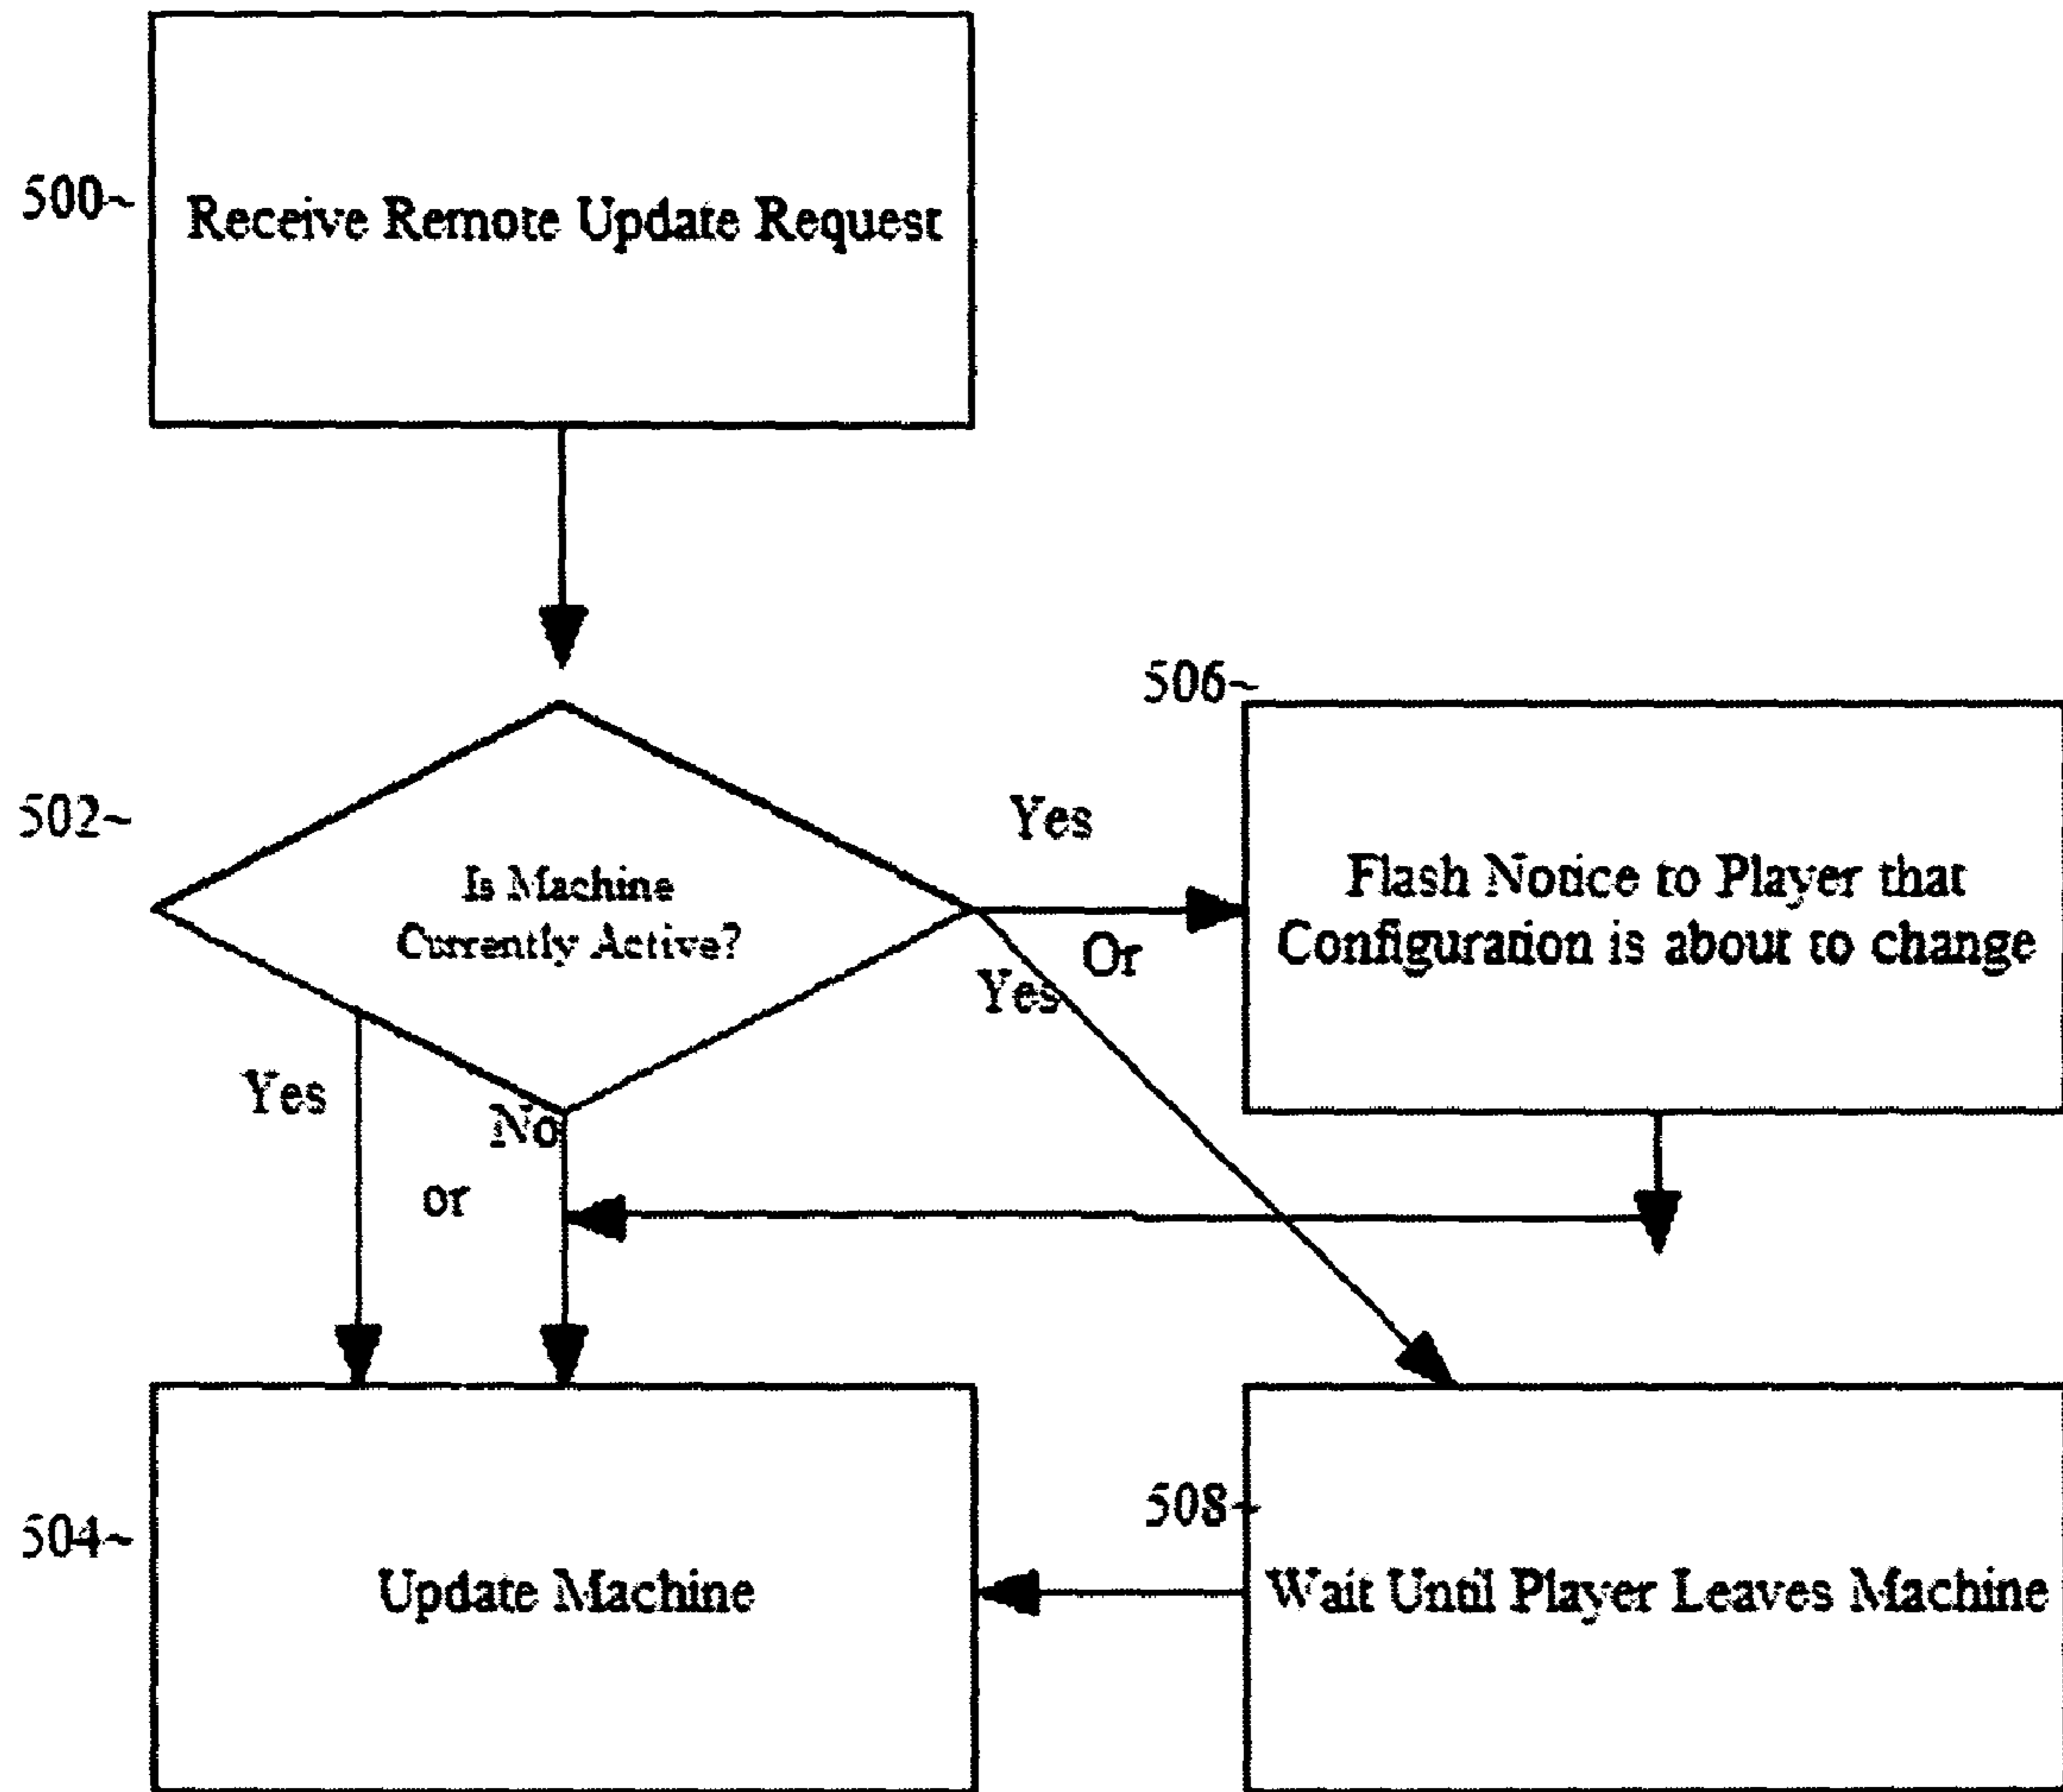 500~
Receive Remote Update Request
506~
502~
Yes
Is Machine
Currently Active?
Flash Notice to Player that
Configuration is about to change
Or
Yes
Yes
No
or
508~
504~
Update Machine
Wait Until Player Leaves Machine